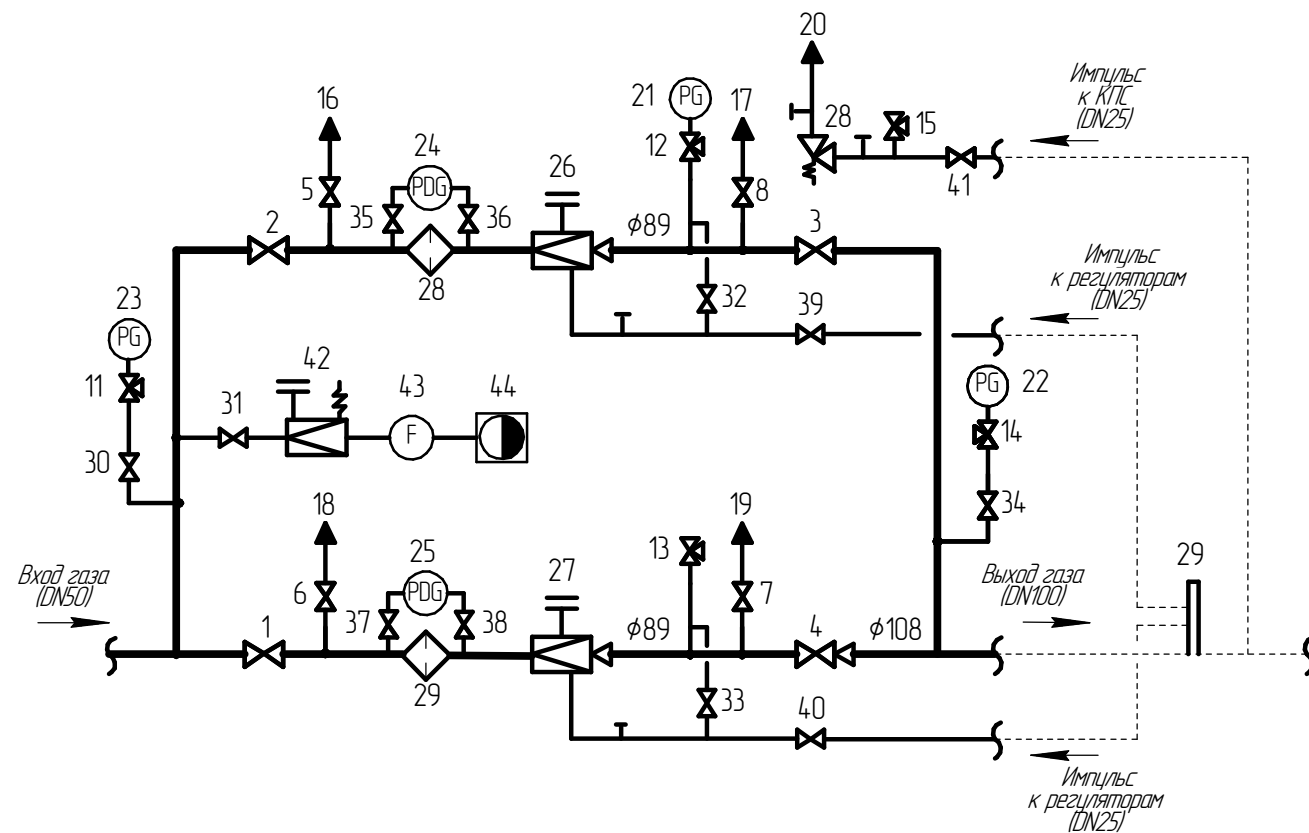 20
Импульс
к КПС
(DN25)
16
21
PG
17
28
15
24
12
PDG
26
5
35
36
8
41
2
ϕ89
3
28
Импульс
к регуляторам
(DN25)
32
39
23
PG
42
43
44
PG
22
11
31
F
14
30
34
18
19
25
13
Вход газа
(DN50)
PDG
27
Выход газа
(DN100)
29
6
7
37
38
1
ϕ89
4
ϕ108
29
33
40
Импульс
к регуляторам
(DN25)